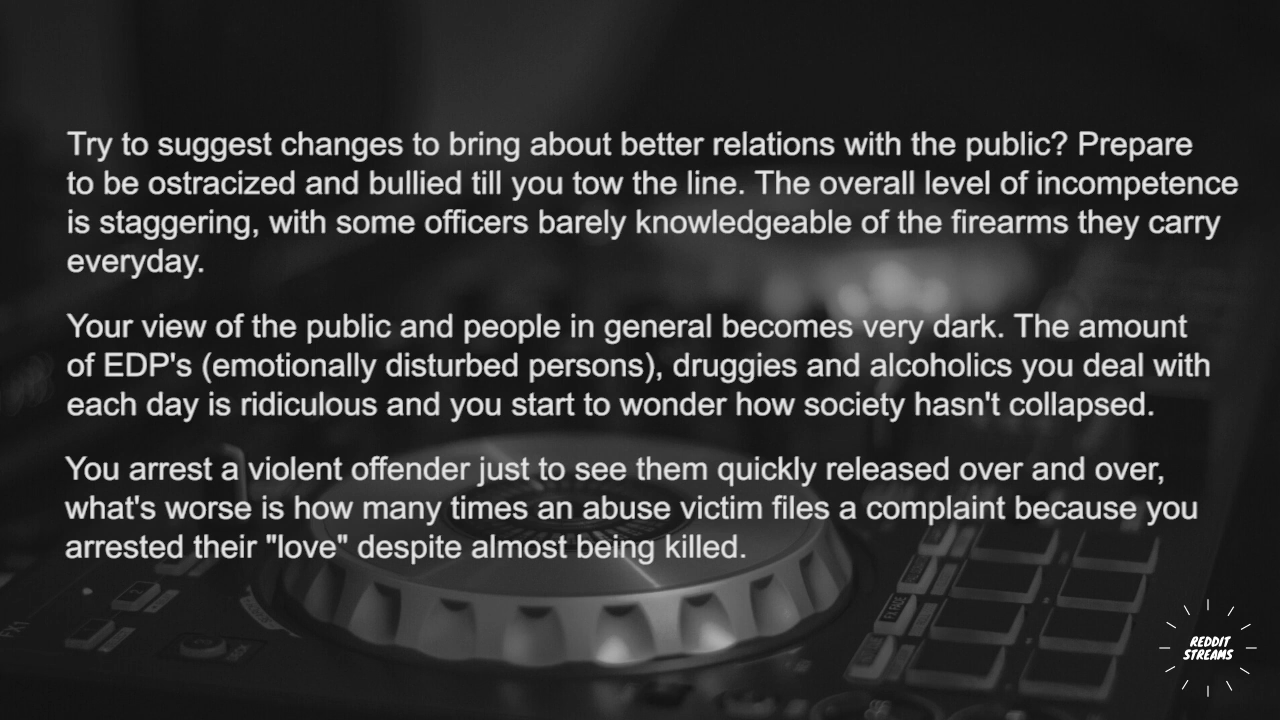 Try to suggest changes to bring about better relations with the public? Prepare
to be ostracized and bullied till you tow the line. The overall level of incompetence
is staggering, with some officers barely knowledgeable of the firearms they carry
everyday.
Your view of the public and people in general becomes very dark. The amount
of EDP's (emotionally disturbed persons), druggies and alcoholics you deal with
each day is ridiculous and you start to wonder how society hasn't collapsed.
You arrest a violent offender just to see them quickly released over and over,
what's worse is how many times an abuse victim files a complaint because you
arrested their "love" despite almost being killed.
REDDIT
STREAMS